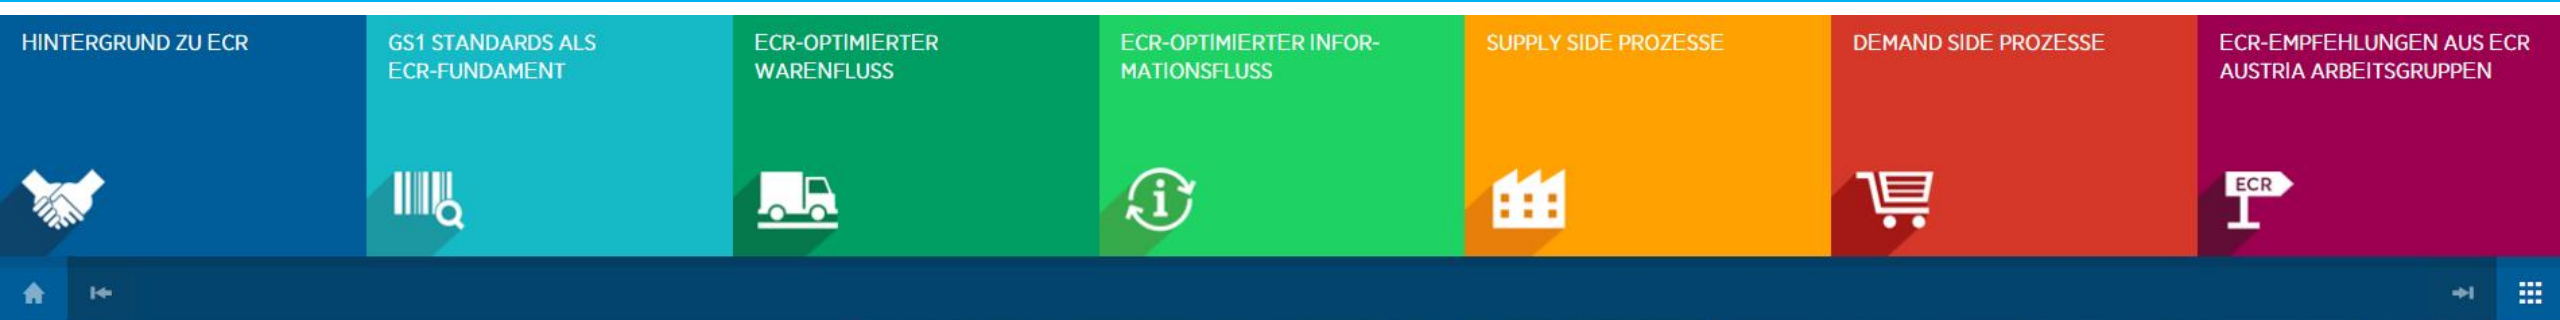 HINTERGRUND ZU ECR
GS1 STANDARDS ALS
ECR-FUNDAMENT
ECR-OPTIMIERTER
WARENFLUSS
ECR-OPTIMIERTER INFOR-
MATIONSFLUSS
SUPPLY SIDE PROZESSE
DEMAND SIDE PROZESSE
ECR-EMPFEHLUNGEN AUS ECR
AUSTRIA ARBEITSGRUPPEN
i
ECR